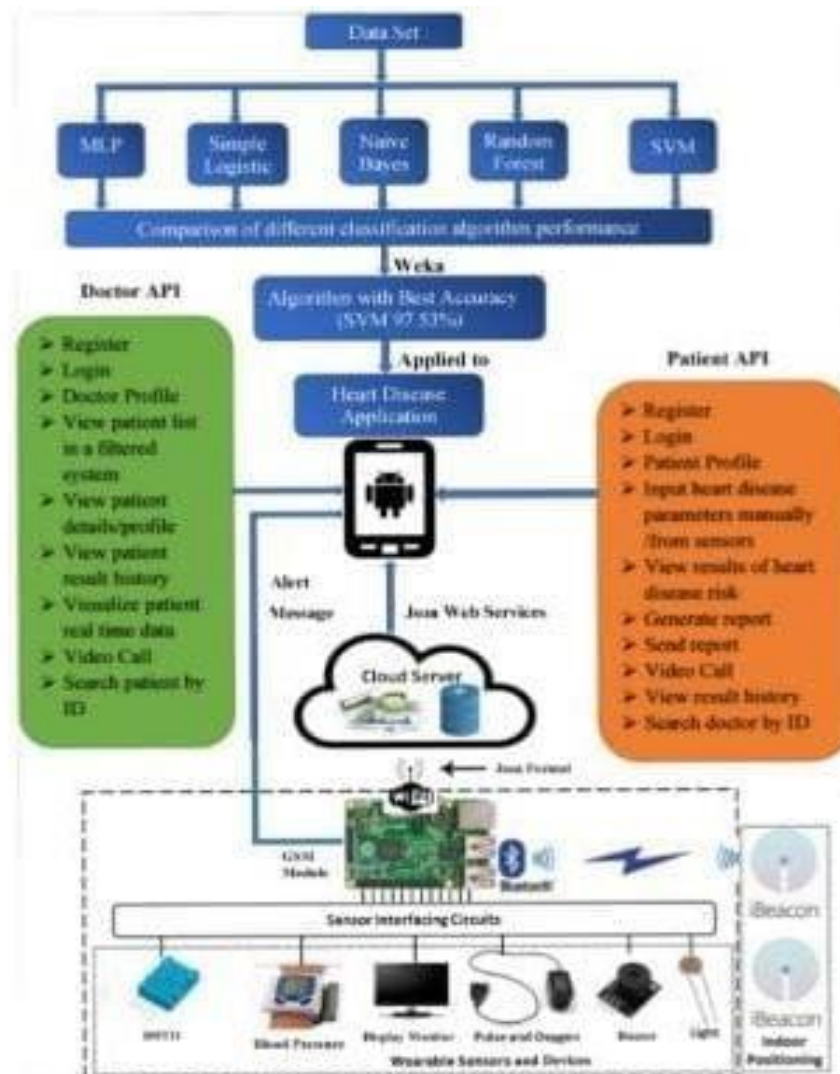 Data Set
MLP
Simple
Logistic
Naive
Bayes
Random
Forest
SVM
Comparison of different classification algorithm performance
Weka
Algorithm with Best Accuracy
(SVM 97.53%)
Applied to
Heart Disease
Application
Doctor API
➤ Register
➤ Login
➤ Doctor Profile
➤ View patient list
in a filtered
system
➤ View patient
details/profile
➤ View patient
result history
➤ Visualize patient
real time data
➤ Video Call
➤ Search patient by
ID
Patient API
➤ Register
➤ Login
➤ Patient Profile
➤ Input heart disease
parameters manually
/from sensors
➤ View results of heart
disease risk
➤ Generate report
➤ Send report
➤ Video Call
➤ View result history
➤ Search doctor by ID
Alert
Message
Json Web Services
Cloud Server
Json Format
GSM
Module
Bluetooth
iBeacon
iBeacon
Indoor
Positioning
Sensor Interfacing Circuits
Blood Pressure
Display Monitor
Pulse and Oxygen
Buzzer
Light
Wearable Sensors and Devices